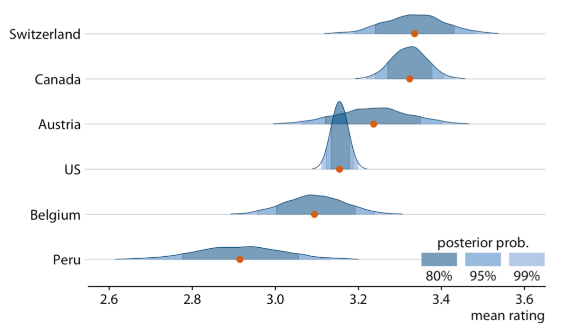 Switzerland
Canada
Austria
US
Belgium
Peru
posterior prob.
80% 95% 99%
2.6 2.8 3.0 3.2 3.4 3.6
mean rating